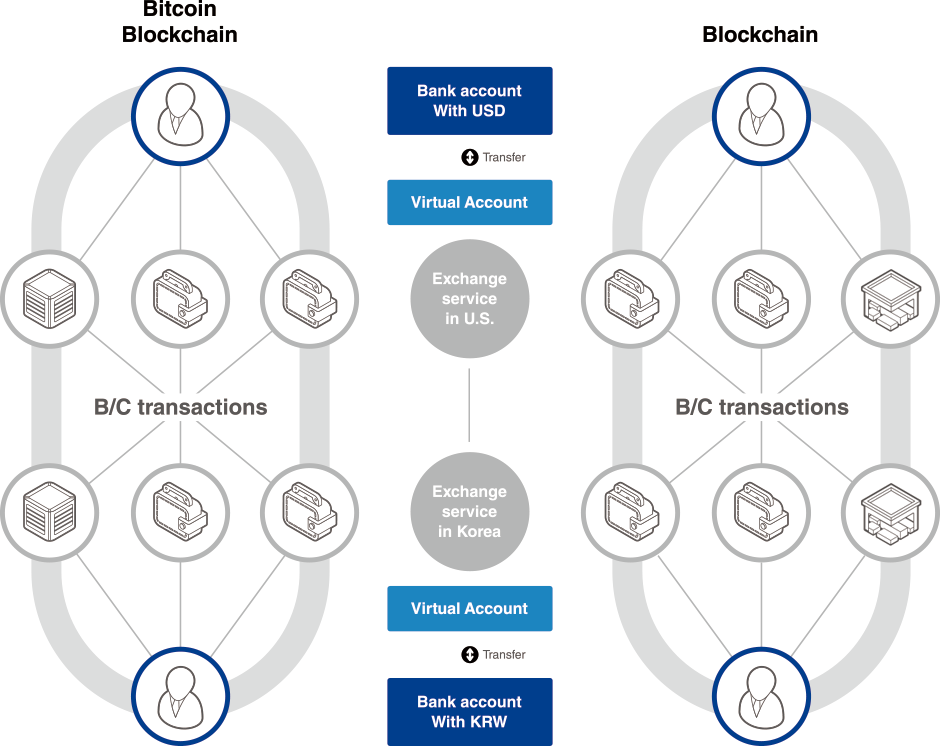 Bitcoin
Blockchain
Bank account
With USD
Transfer
Virtual Account
Exchange
service
in U.S.
B/C transactions
Exchange
service
in Korea
Virtual Account
Transfer
Bank account
With KRW
Blockchain
B/C transactions